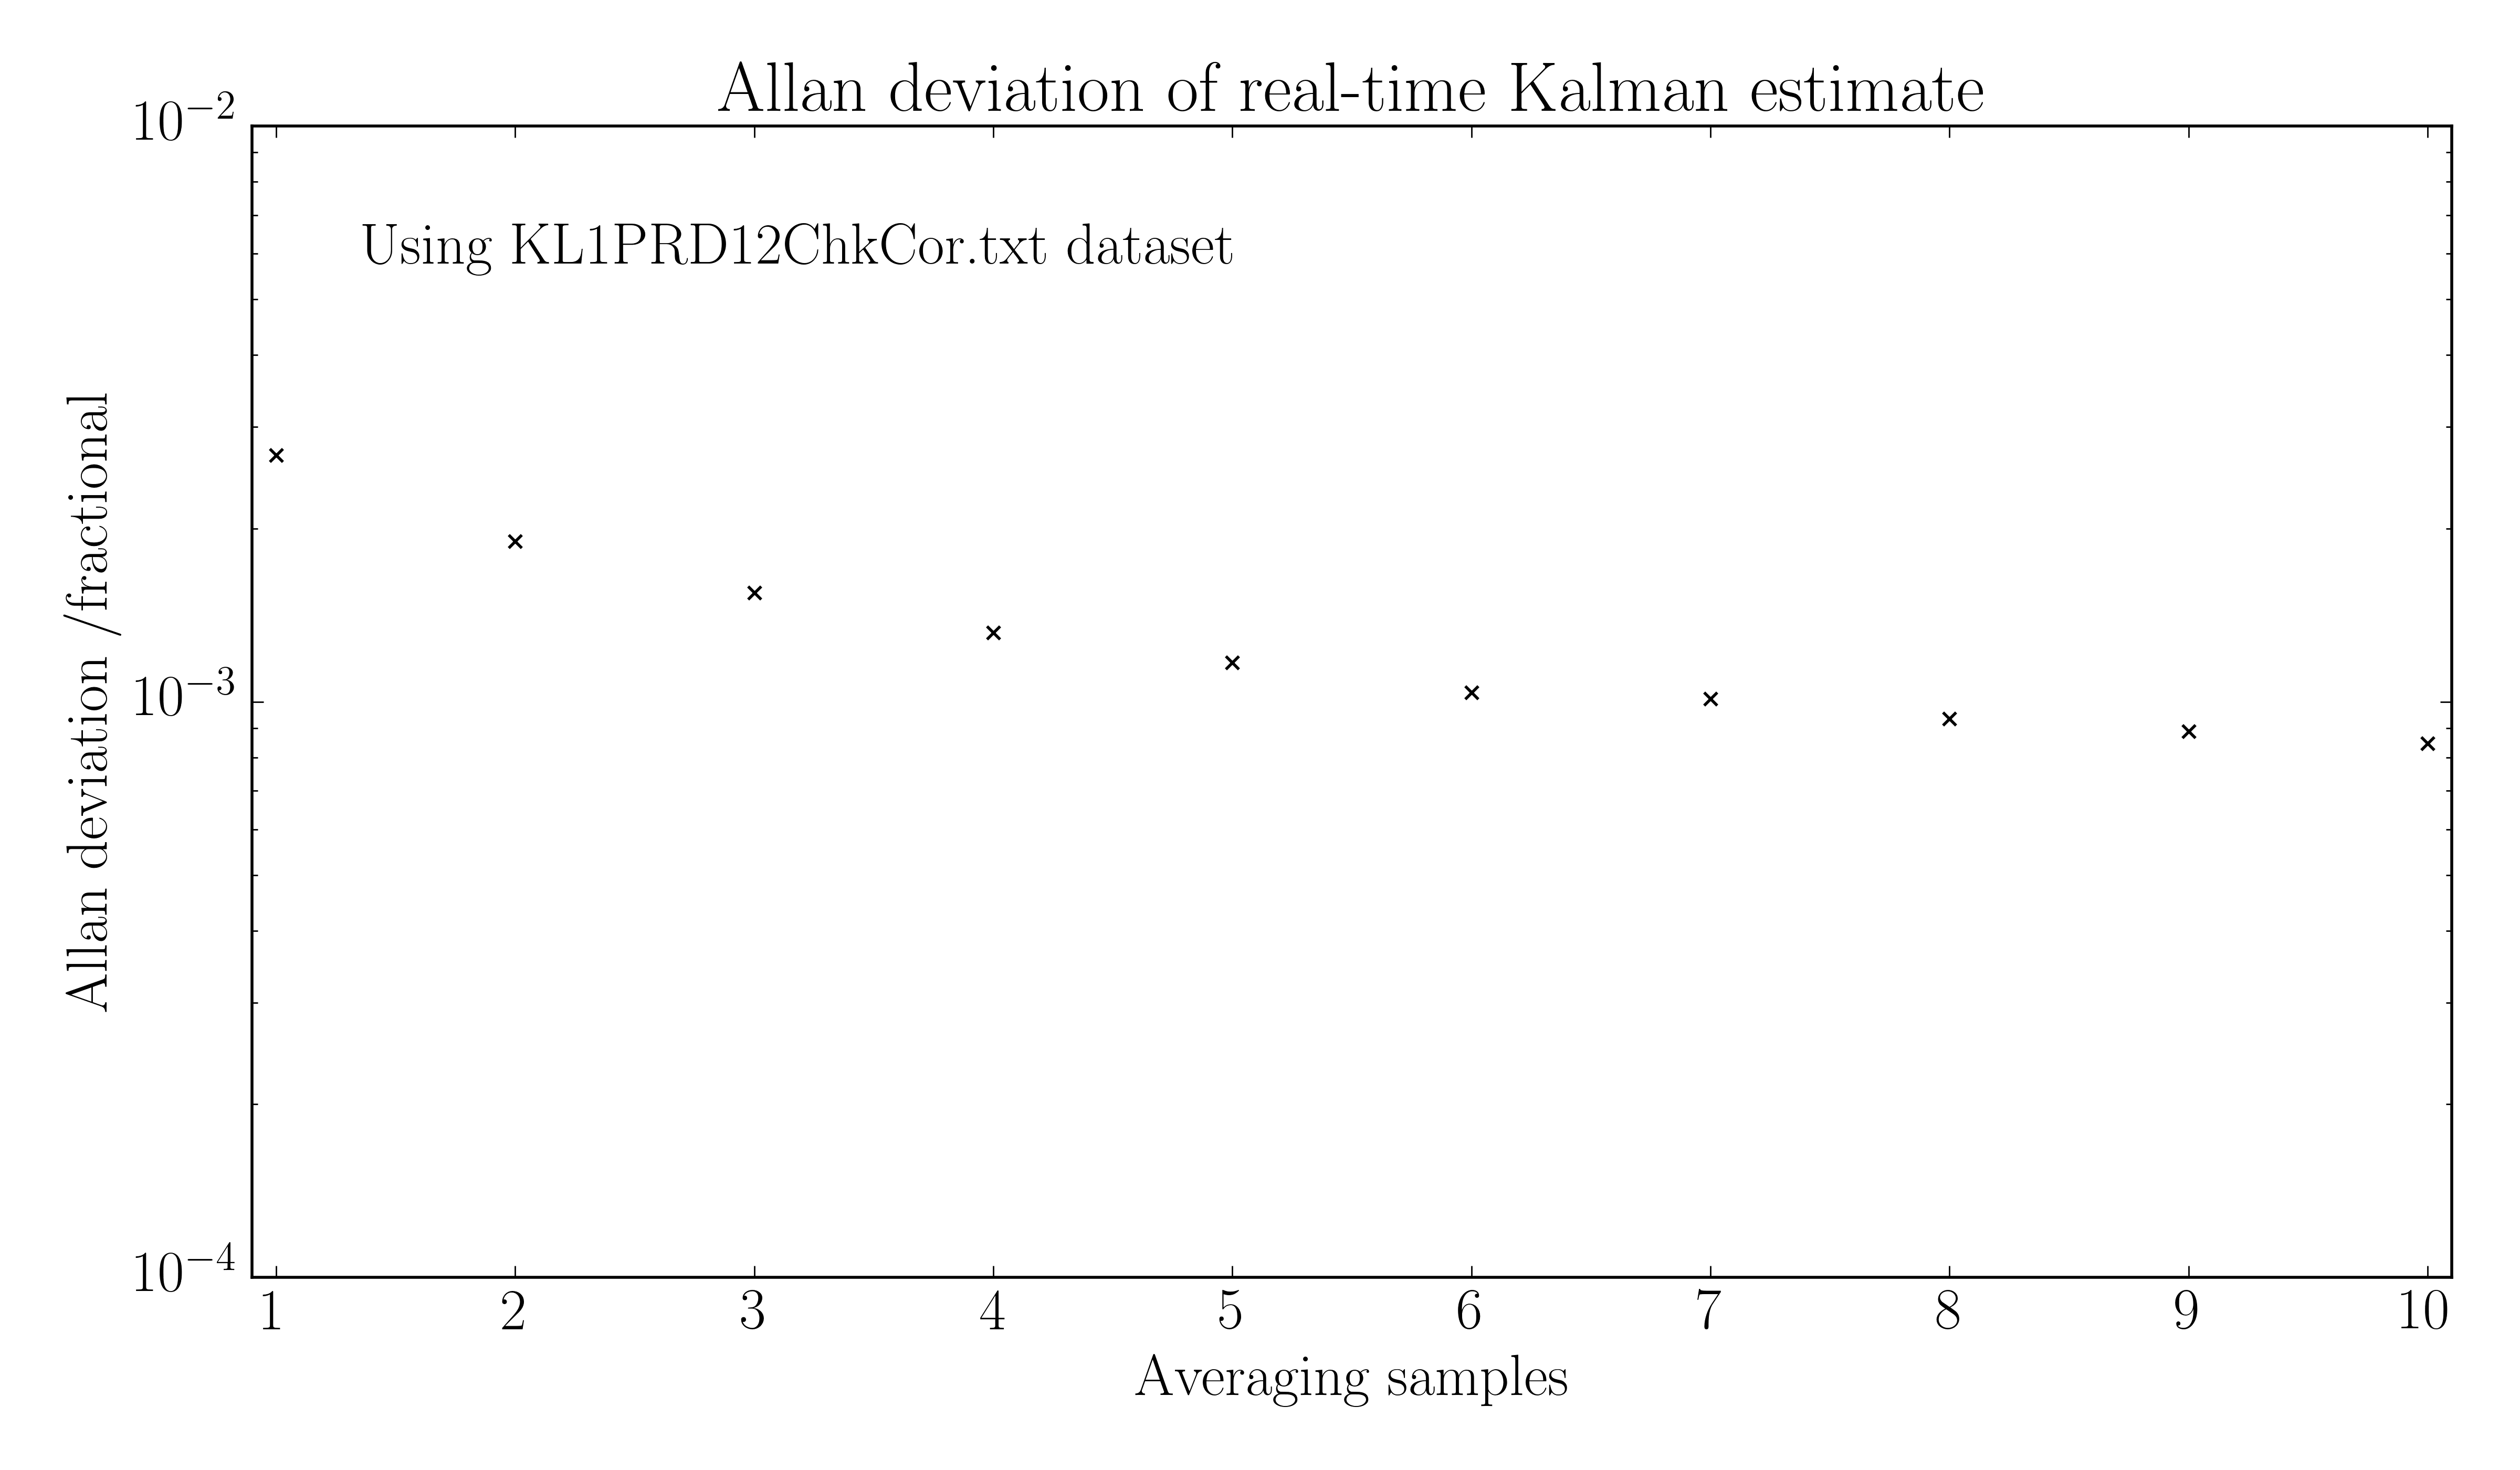 Allan deviation of real-time Kalman estimate
10⁻²
Using KL1PRD12ChkCor.txt dataset
Allan deviation /fractional
10⁻³
10⁻⁴
1 2 3 4 5 6 7 8 9 10
Averaging samples